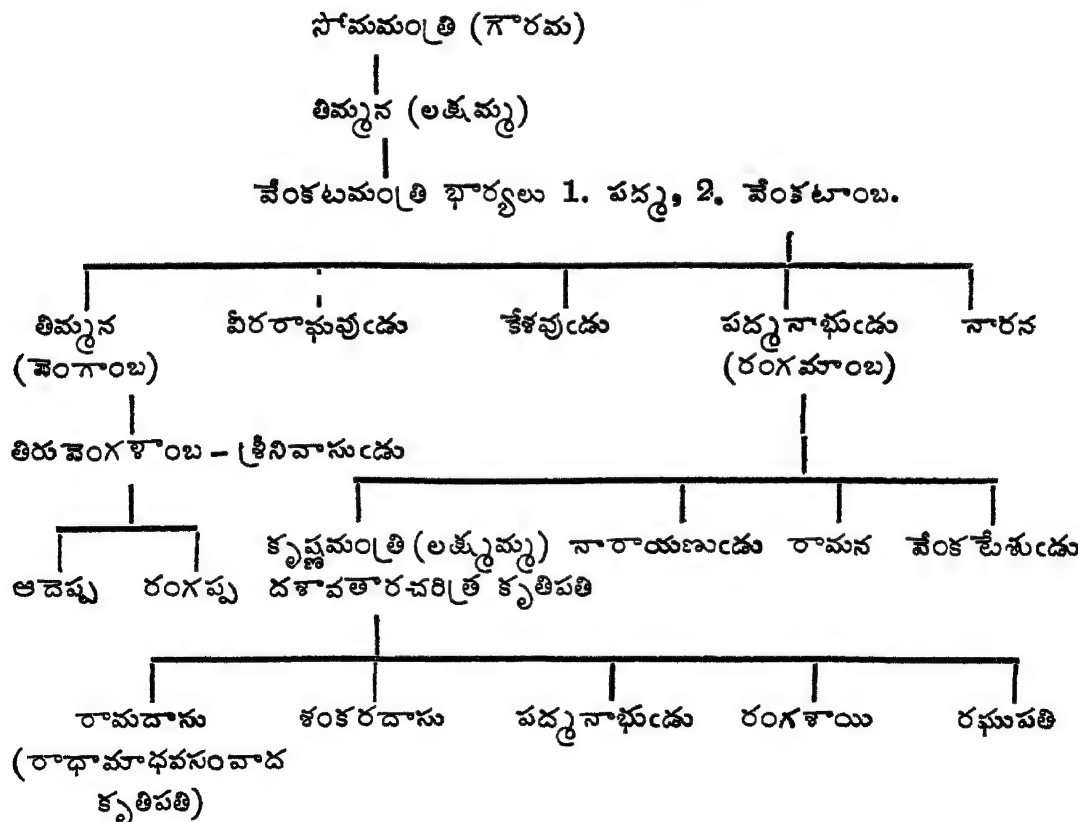 సోమమంత్రి (గౌరమ)
తిమ్మన (లక్షమ్మ)
వేంకటమంత్రి భార్యలు 1. పద్మ, 2. వేంకటాంబ.
తిమ్మన వీరరాఘవుఁడు కేళవుఁడు పద్మనాభుఁడు నారన
(వెంగాంబ) (రంగమాంబ)
తిరువెంగళాంబ – శ్రీనివాసుఁడు
కృష్ణమంత్రి (లక్ష్మమ్మ) నారాయణుఁడు రామన వేంకటేశుఁడు
ఆదెప్ప రంగప్ప దశావతారచరిత్ర కృతిపతి
రామదాసు శంకరదాసు పద్మనాభుఁడు రంగశాయి రఘుపతి
(రాధామాధవసంవాద
కృతిపతి)